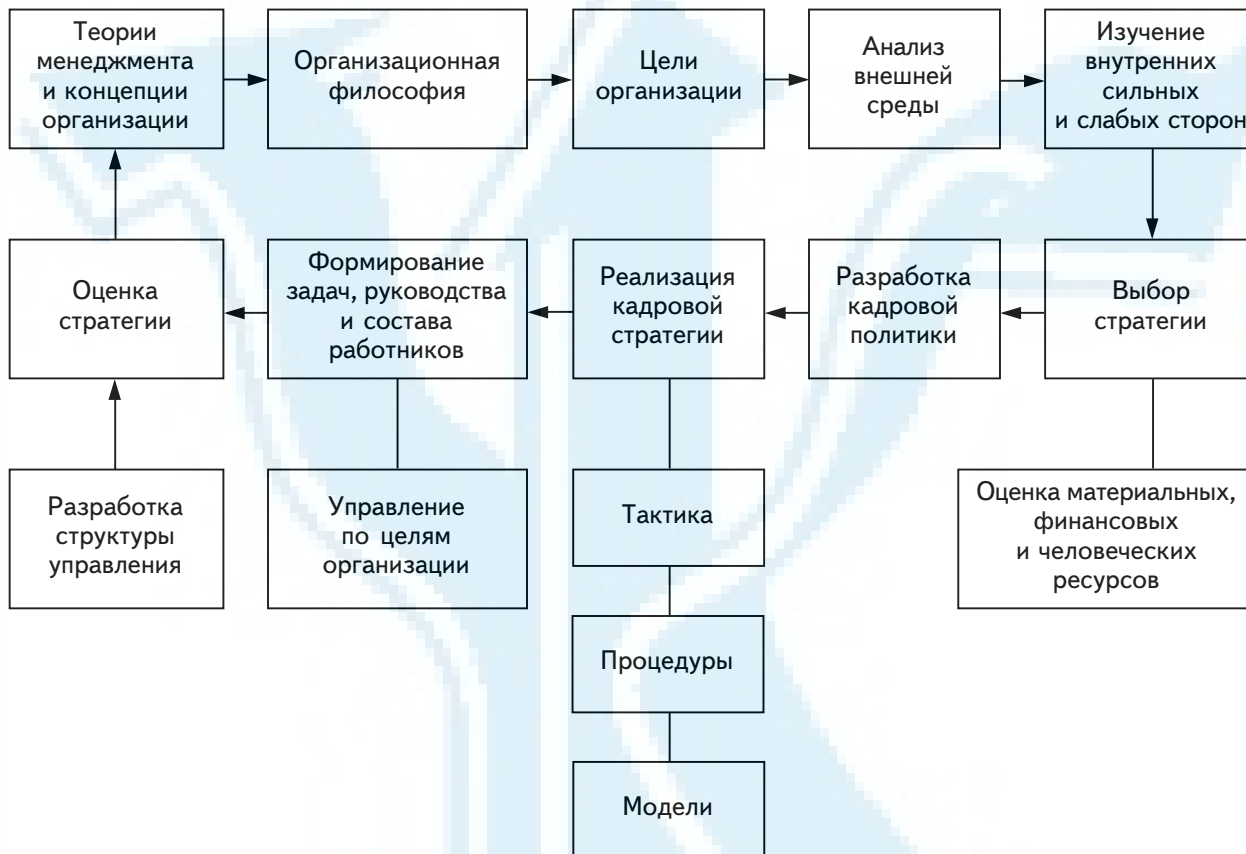 Теории
менеджмента
и концепции
организации
Организационная
философия
Цели
организации
Анализ
внешней
среды
Изучение
внутренних
сильных
и слабых сторон
Оценка
стратегии
Формирование
задач, руководства
и состава
работников
Реализация
кадровой
стратегии
Разработка
кадровой
политики
Выбор
стратегии
Разработка
структуры
управления
Управление
по целям
организации
Тактика
Оценка материальных,
финансовых
и человеческих
ресурсов
Процедуры
Модели